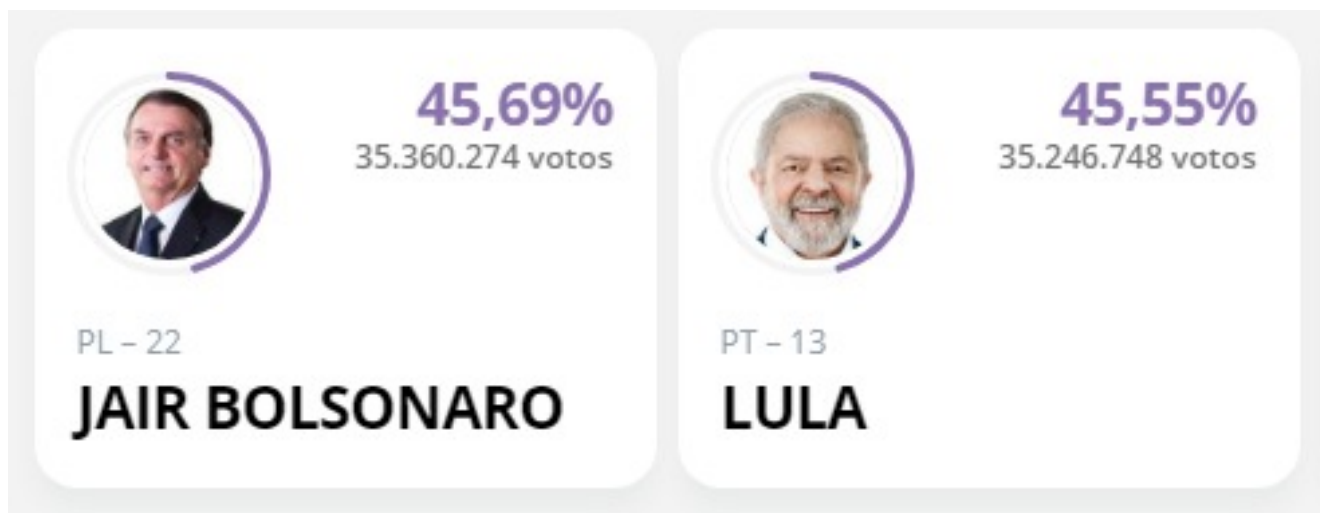 45,69%
35.360.274 votos
PL – 22
JAIR BOLSONARO
45,55%
35.246.748 votos
PT – 13
LULA